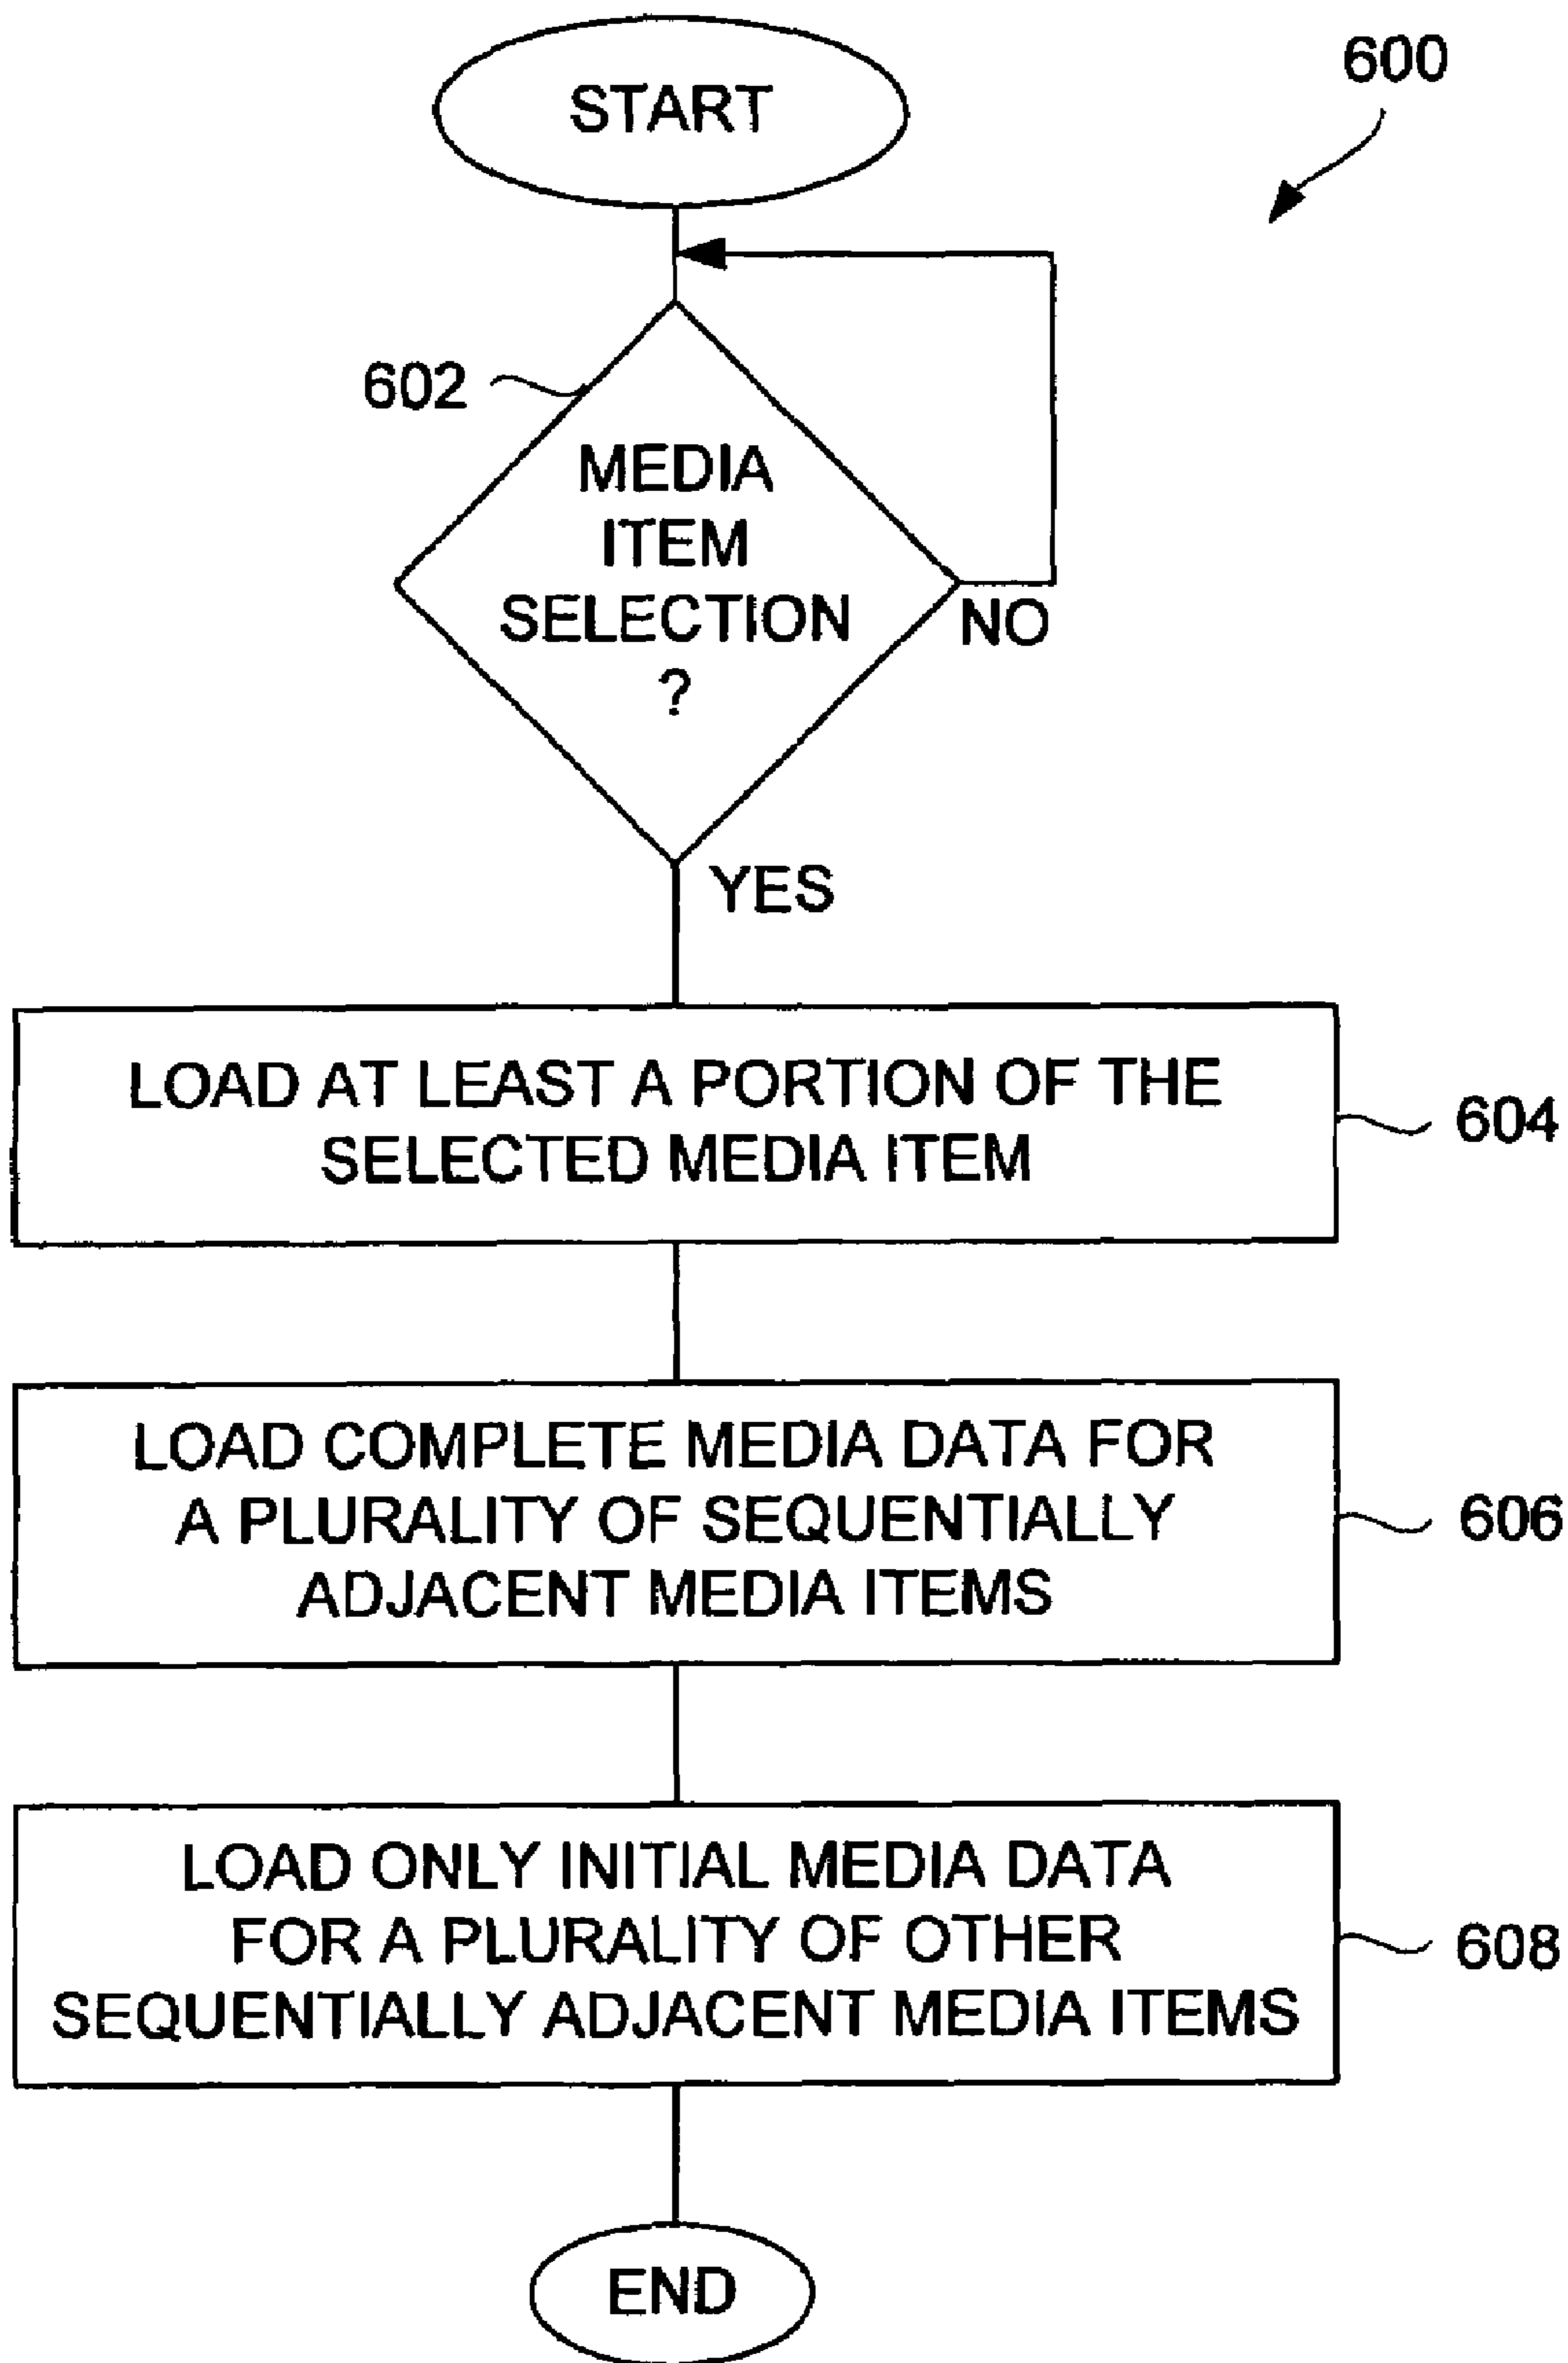 START
600
602
MEDIA
ITEM
SELECTION
?
NO
YES
LOAD AT LEAST A PORTION OF THE
SELECTED MEDIA ITEM
604
LOAD COMPLETE MEDIA DATA FOR
A PLURALITY OF SEQUENTIALLY
ADJACENT MEDIA ITEMS
606
LOAD ONLY INITIAL MEDIA DATA
FOR A PLURALITY OF OTHER
SEQUENTIALLY ADJACENT MEDIA ITEMS
608
END